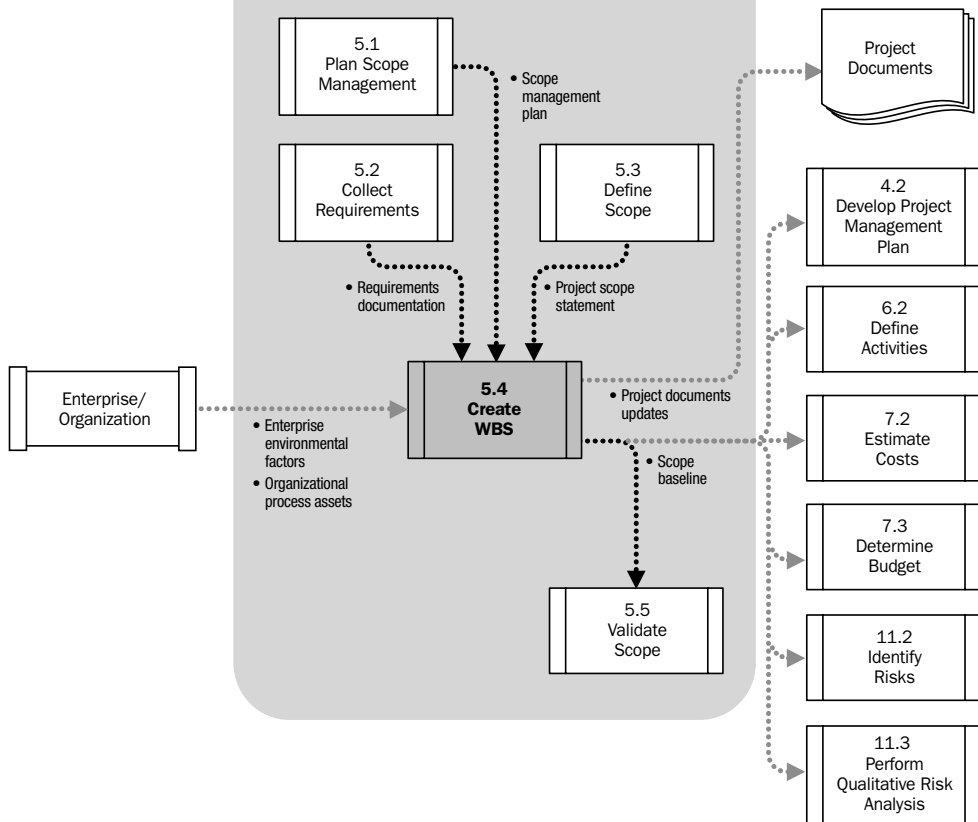 5.1
Plan Scope
Management
• Scope
management
plan
Project
Documents
5.2
Collect
Requirements
5.3
Define
Scope
4.2
Develop Project
Management
Plan
• Requirements
documentation
• Project scope
statement
6.2
Define
Activities
Enterprise/
Organization
5.4
Create
WBS
• Project documents
updates
• Enterprise
environmental
factors
• Organizational
process assets
• Scope
baseline
7.2
Estimate
Costs
7.3
Determine
Budget
5.5
Validate
Scope
11.2
Identify
Risks
11.3
Perform
Qualitative Risk
Analysis